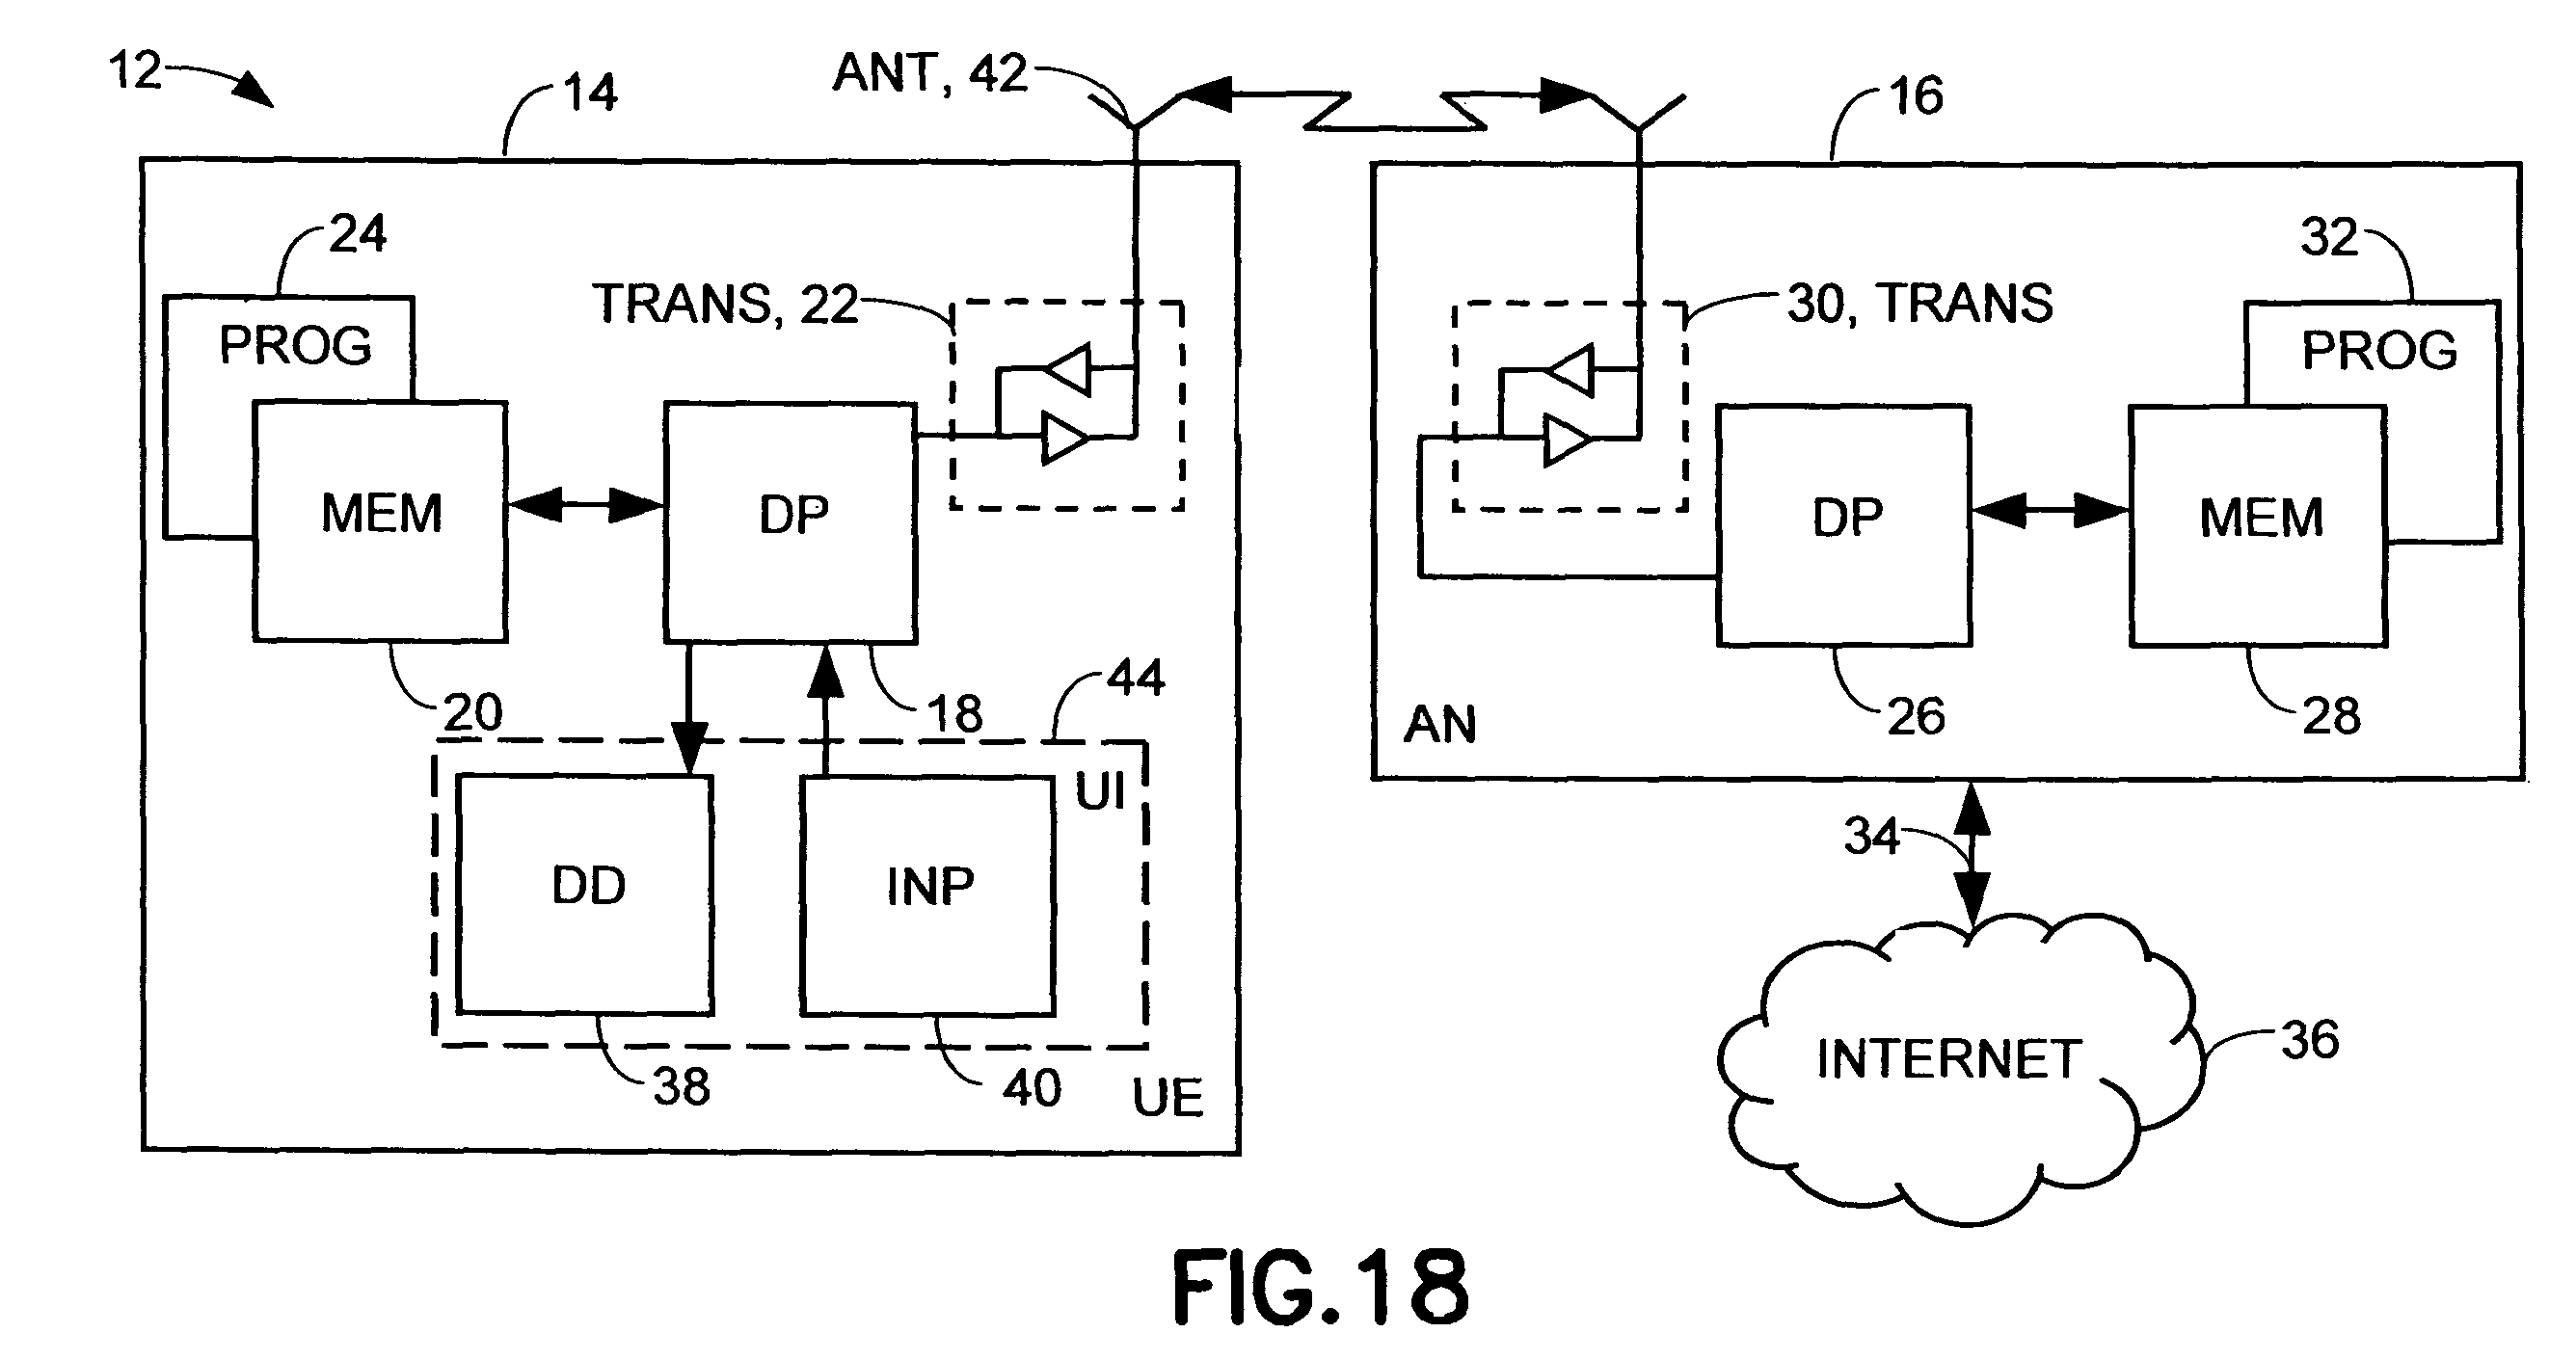 12
14
ANT, 42
16
24
PROG
TRANS, 22
30, TRANS
32
PROG
MEM
DP
DP
MEM
20
18
44
26
28
AN
UI
DD
INP
34
38
40
UE
INTERNET
36
FIG.18